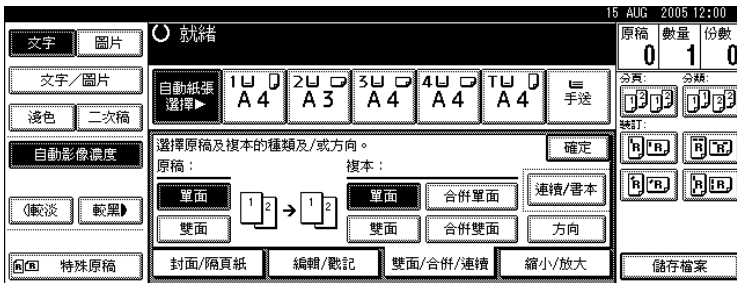 15 AUG 2005 12:00
文字 圖片
就緒
原稿 數量 份數
0 1 0
文字/圖片
淺色 二次稿
自動影像濃度
◀較淡 較黑▶
特殊原稿
自動紙張
選擇▶
1 A4
2 A3
3 A4
4 A4
T A4
手送
選擇原稿及複本的種類及/或方向。
確定
原稿:
單面
雙面
1 2 → 1 2
複本:
單面 合併單面
雙面 合併雙面
連續/書本
方向
封面/隔頁紙 編輯/戳記 雙面/合併/連續 縮小/放大
分頁: 分類:
裝訂:
儲存檔案